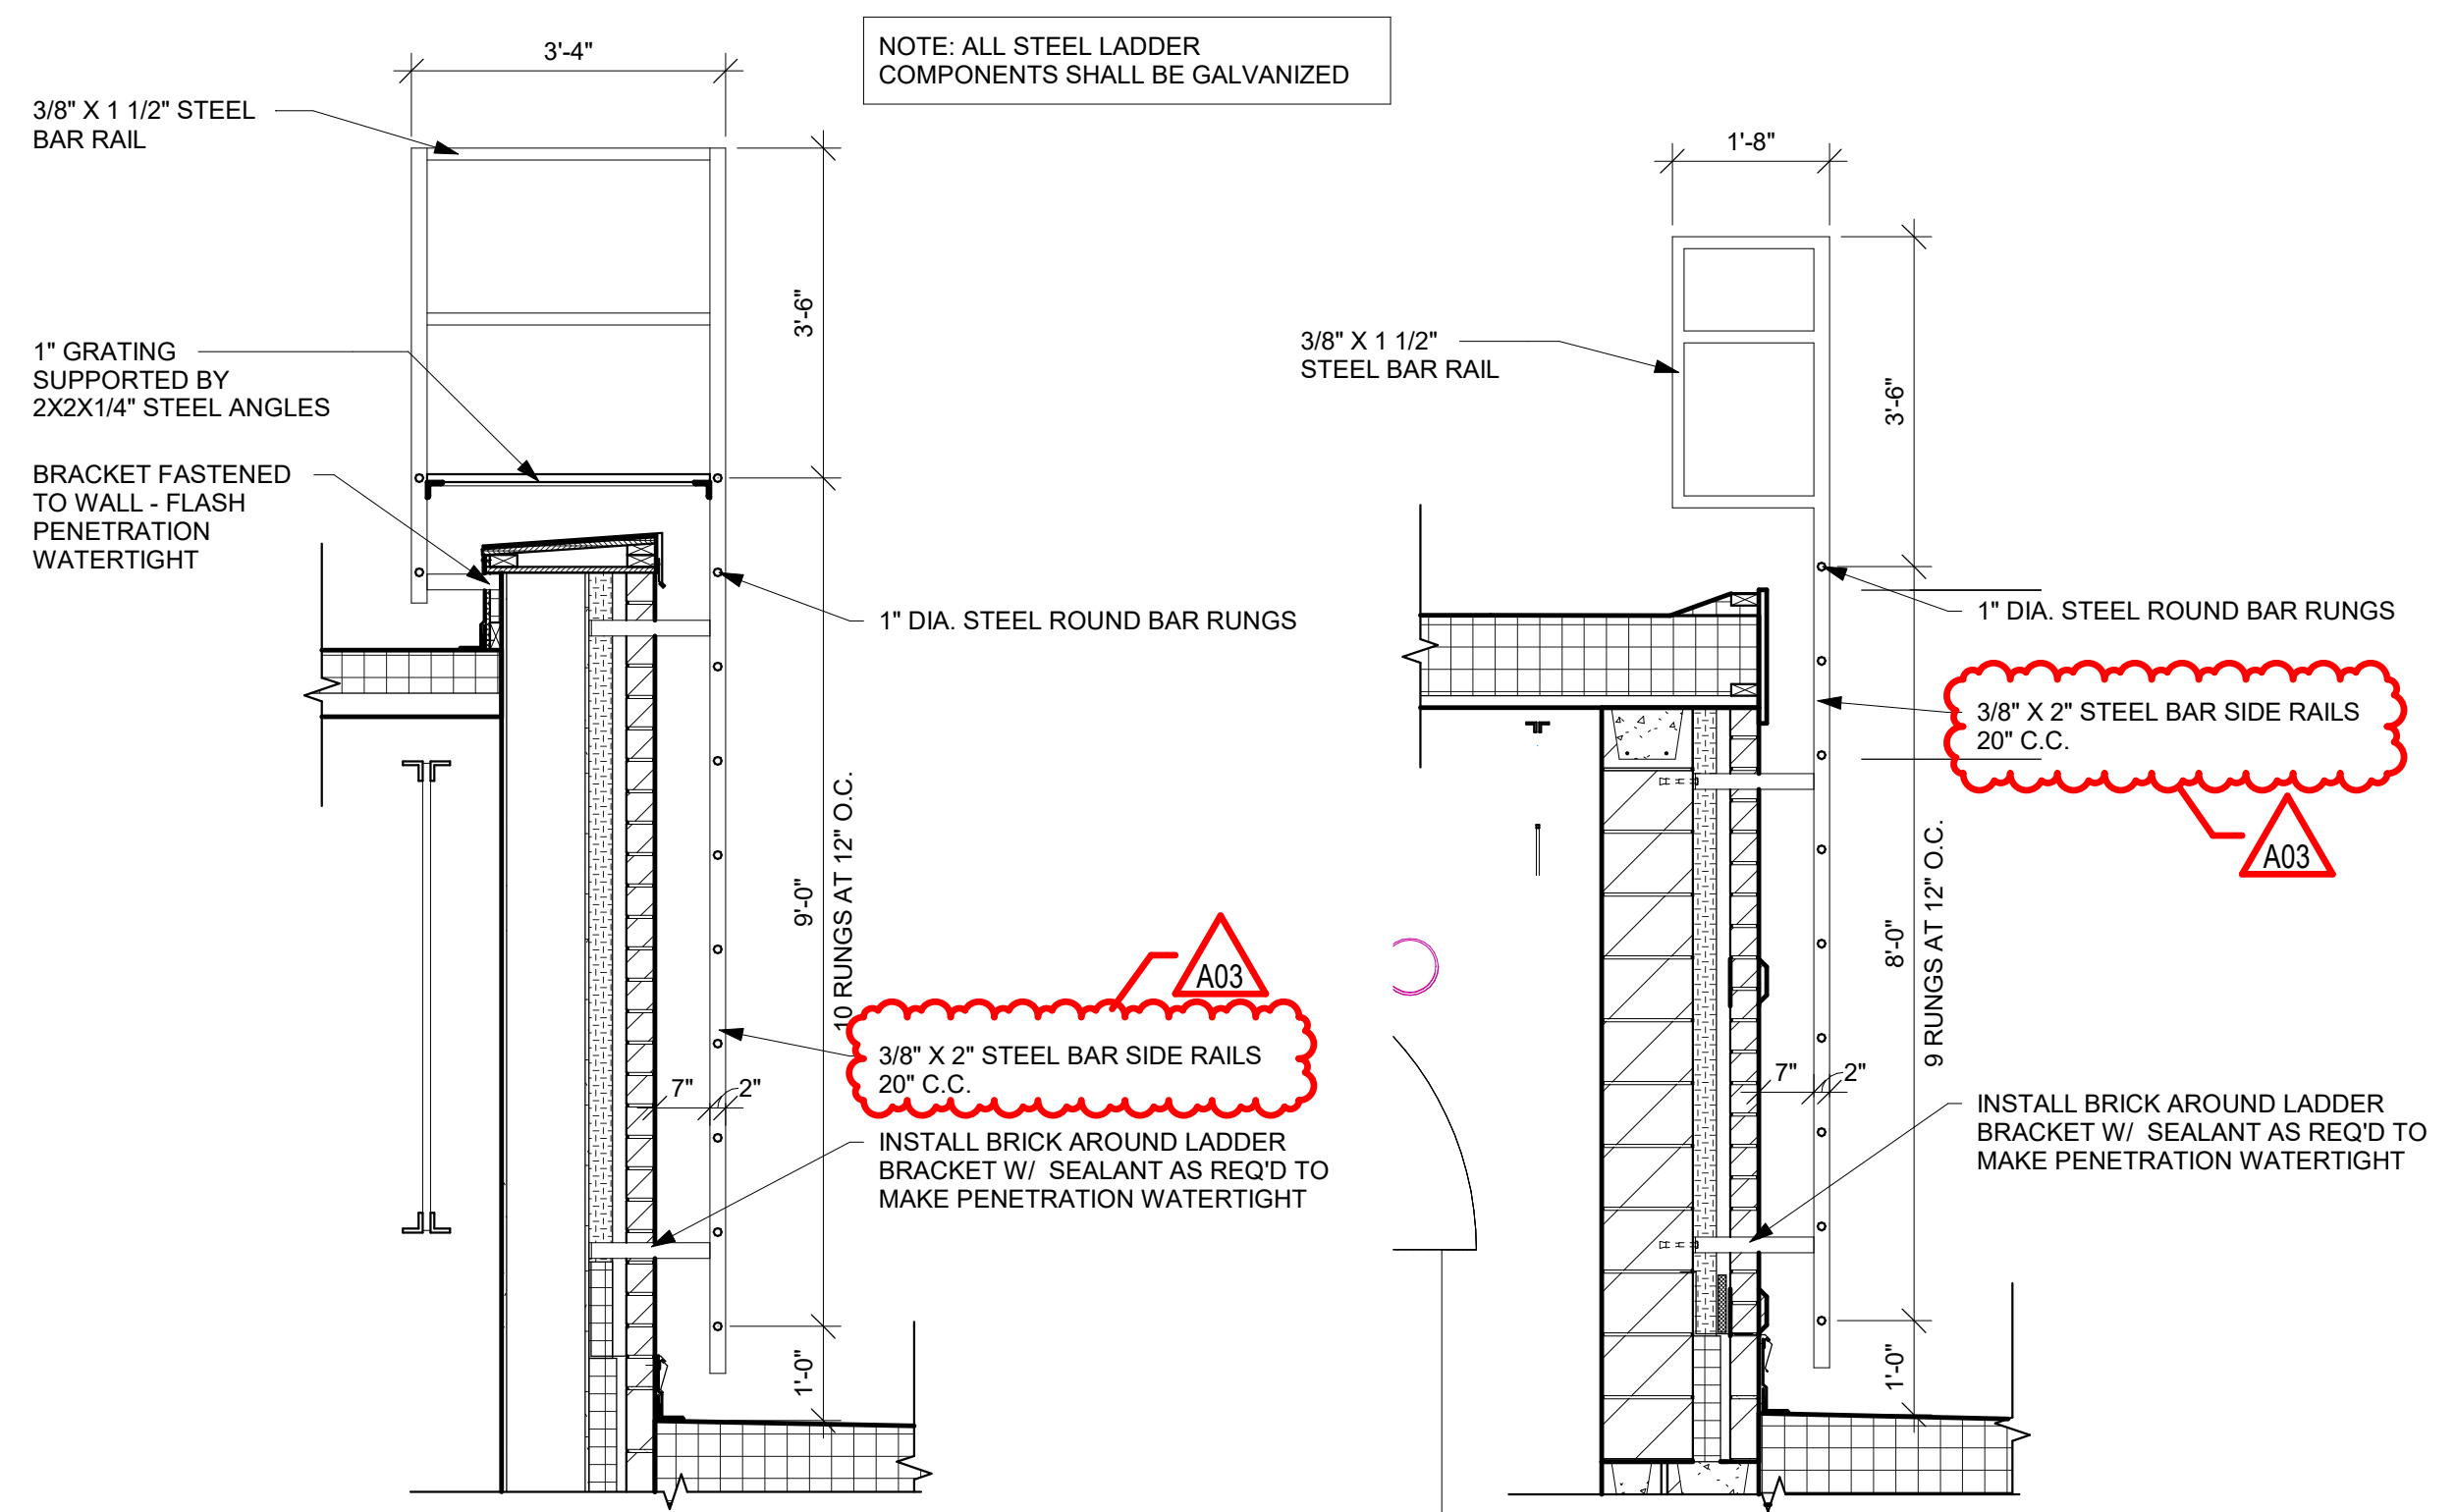 3'-4"
NOTE: ALL STEEL LADDER
COMPONENTS SHALL BE GALVANIZED
3/8" X 1 1/2" STEEL
BAR RAIL
3'-6"
1" GRATING
SUPPORTED BY
2X2X1/4" STEEL ANGLES
BRACKET FASTENED
TO WALL - FLASH
PENETRATION
WATERTIGHT
1" DIA. STEEL ROUND BAR RUNGS
9'-0"
10 RUNGS AT 12" O.C.
A03
3/8" X 2" STEEL BAR SIDE RAILS
20" C.C.
7"
2"
INSTALL BRICK AROUND LADDER
BRACKET W/ SEALANT AS REQ'D TO
MAKE PENETRATION WATERTIGHT
1'-0"
1'-8"
3/8" X 1 1/2"
STEEL BAR RAIL
3'-6"
1" DIA. STEEL ROUND BAR RUNGS
3/8" X 2" STEEL BAR SIDE RAILS
20" C.C.
A03
8'-0"
9 RUNGS AT 12" O.C.
7"
2"
INSTALL BRICK AROUND LADDER
BRACKET W/ SEALANT AS REQ'D TO
MAKE PENETRATION WATERTIGHT
1'-0"